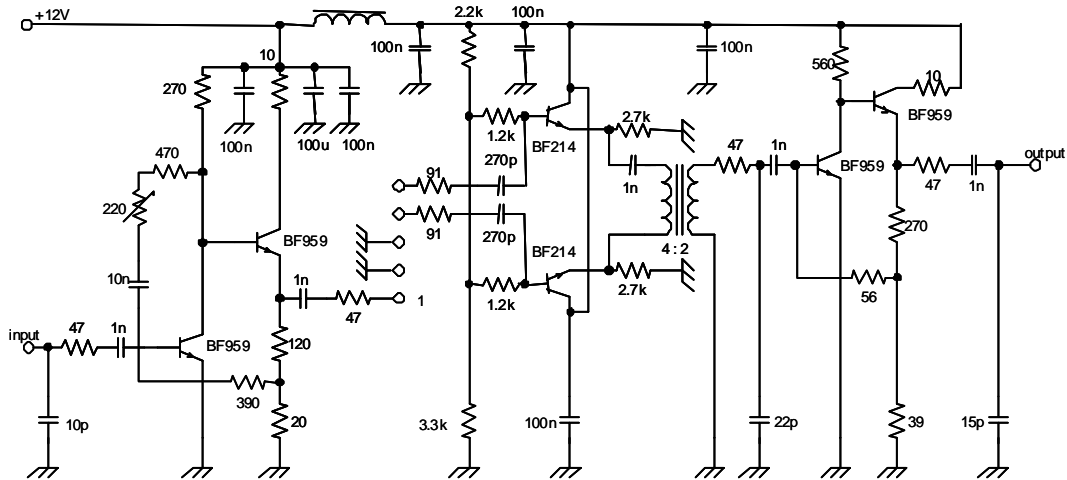 +12V
2.2k
100n
100n
100n
10
270
560
10
100n
100u
100n
1.2k
BF214
2.7k
BF959
470
270p
47
1n
BF959
output
220
91
1n
47
1n
91
270p
BF959
4 : 2
270
10n
1n
BF214
2.7k
56
1
1.2k
47
input
47
1n
BF959
120
390
10p
20
3.3k
100n
22p
39
15p